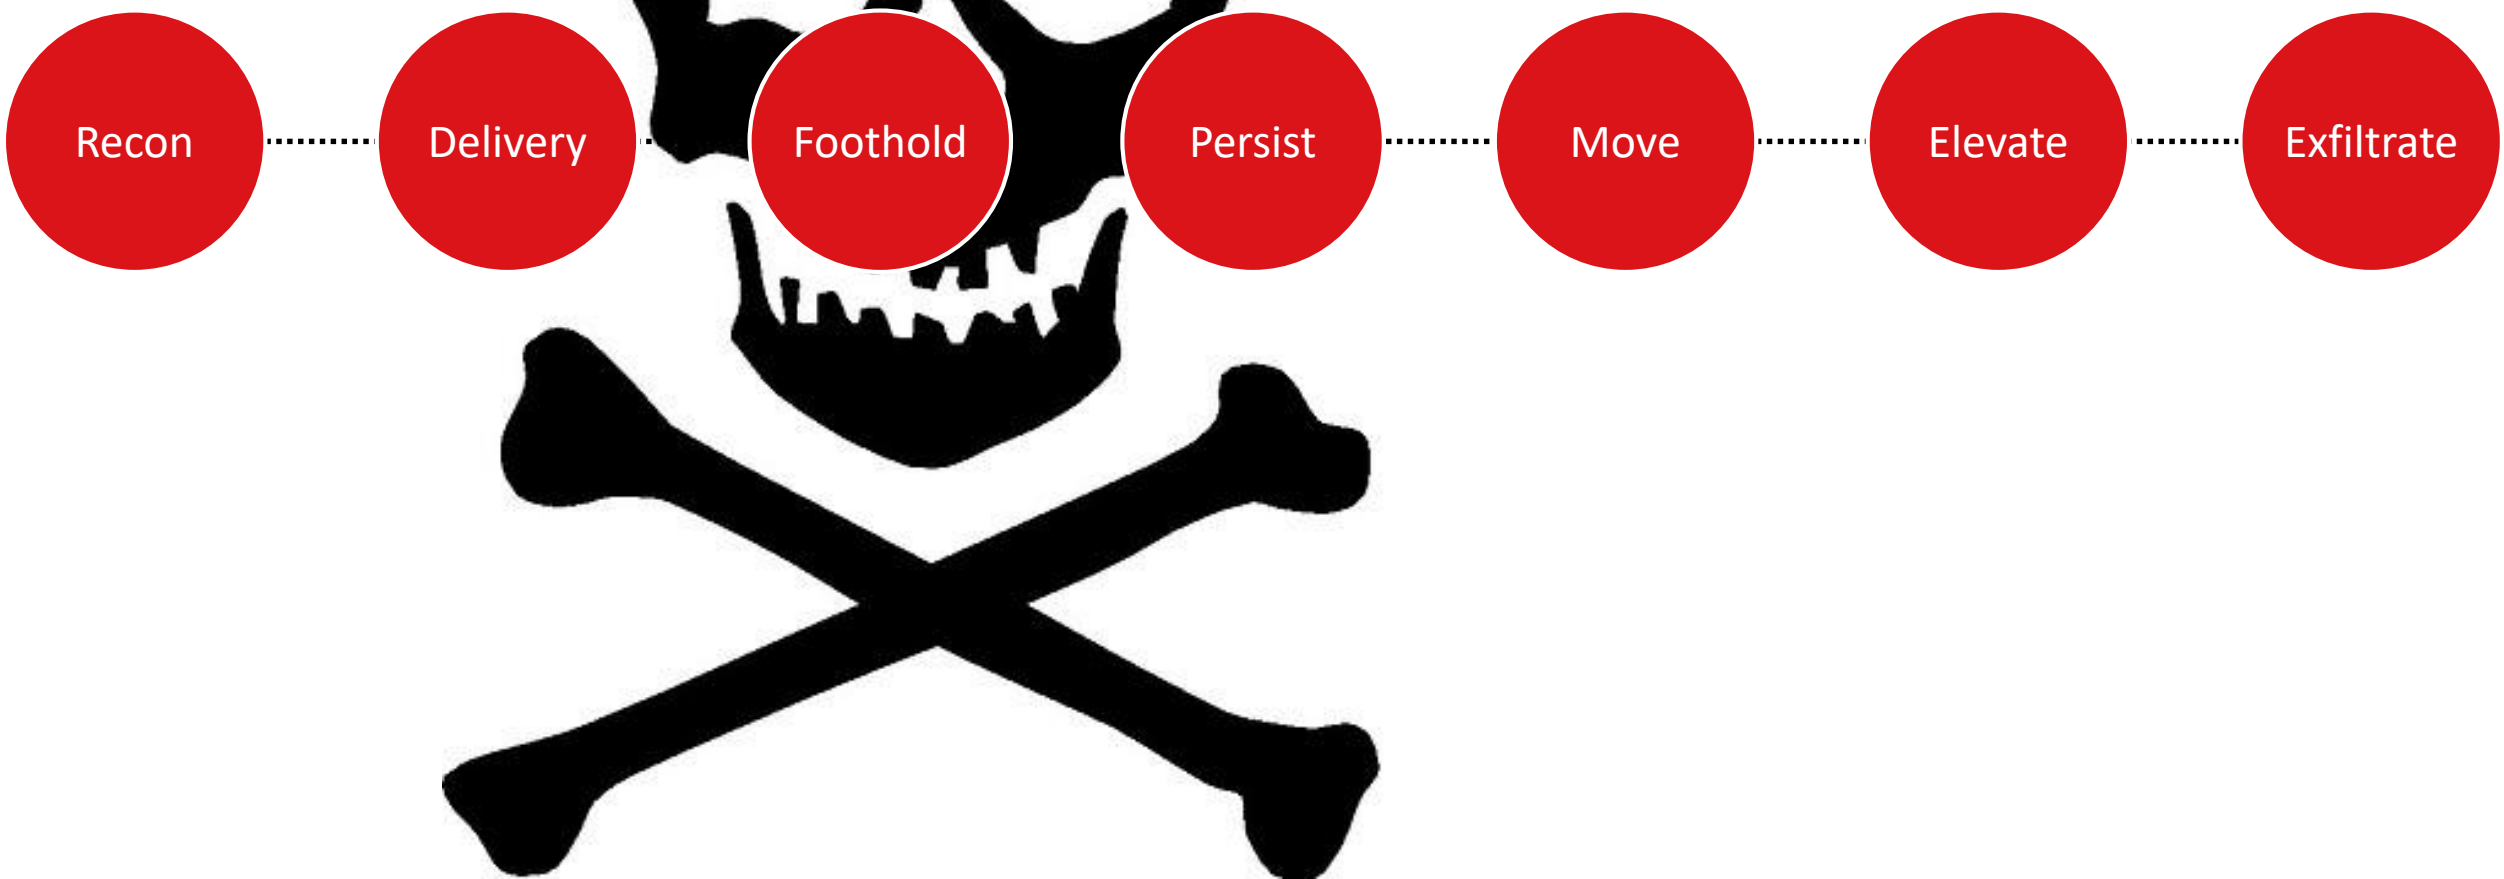 Recon
Delivery
Foothold
Persist
Move
Elevate
Exfiltrate